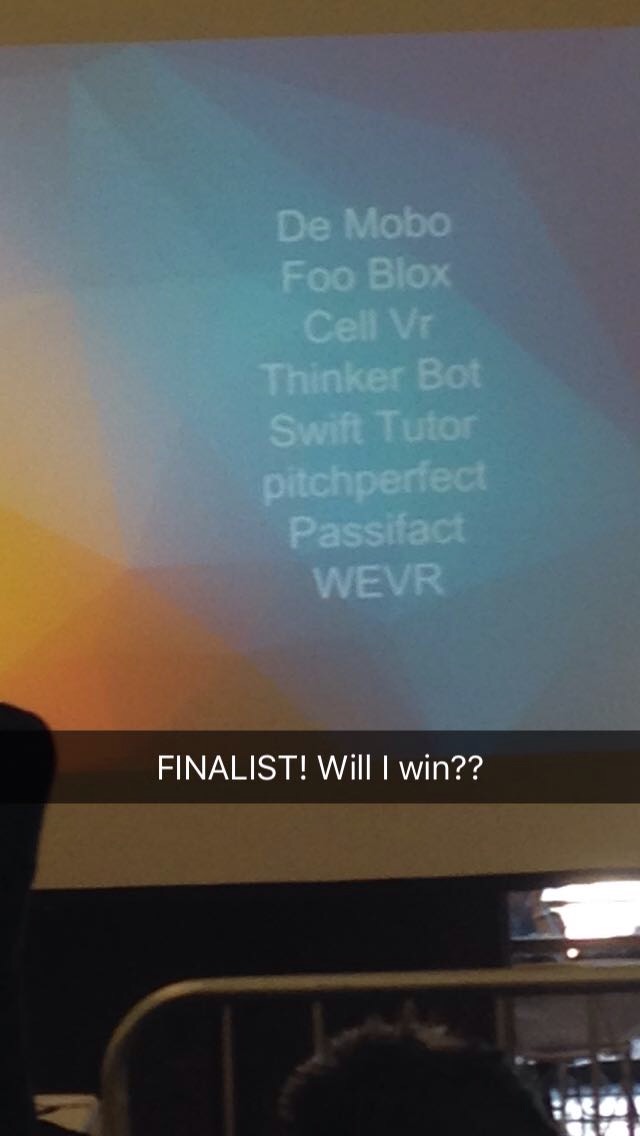 De Mobo
Foo Blox
Cell Vr
Thinker Bot
Swift Tutor
pitchperfect
Passifact
WEVR
FINALIST! Will I win??